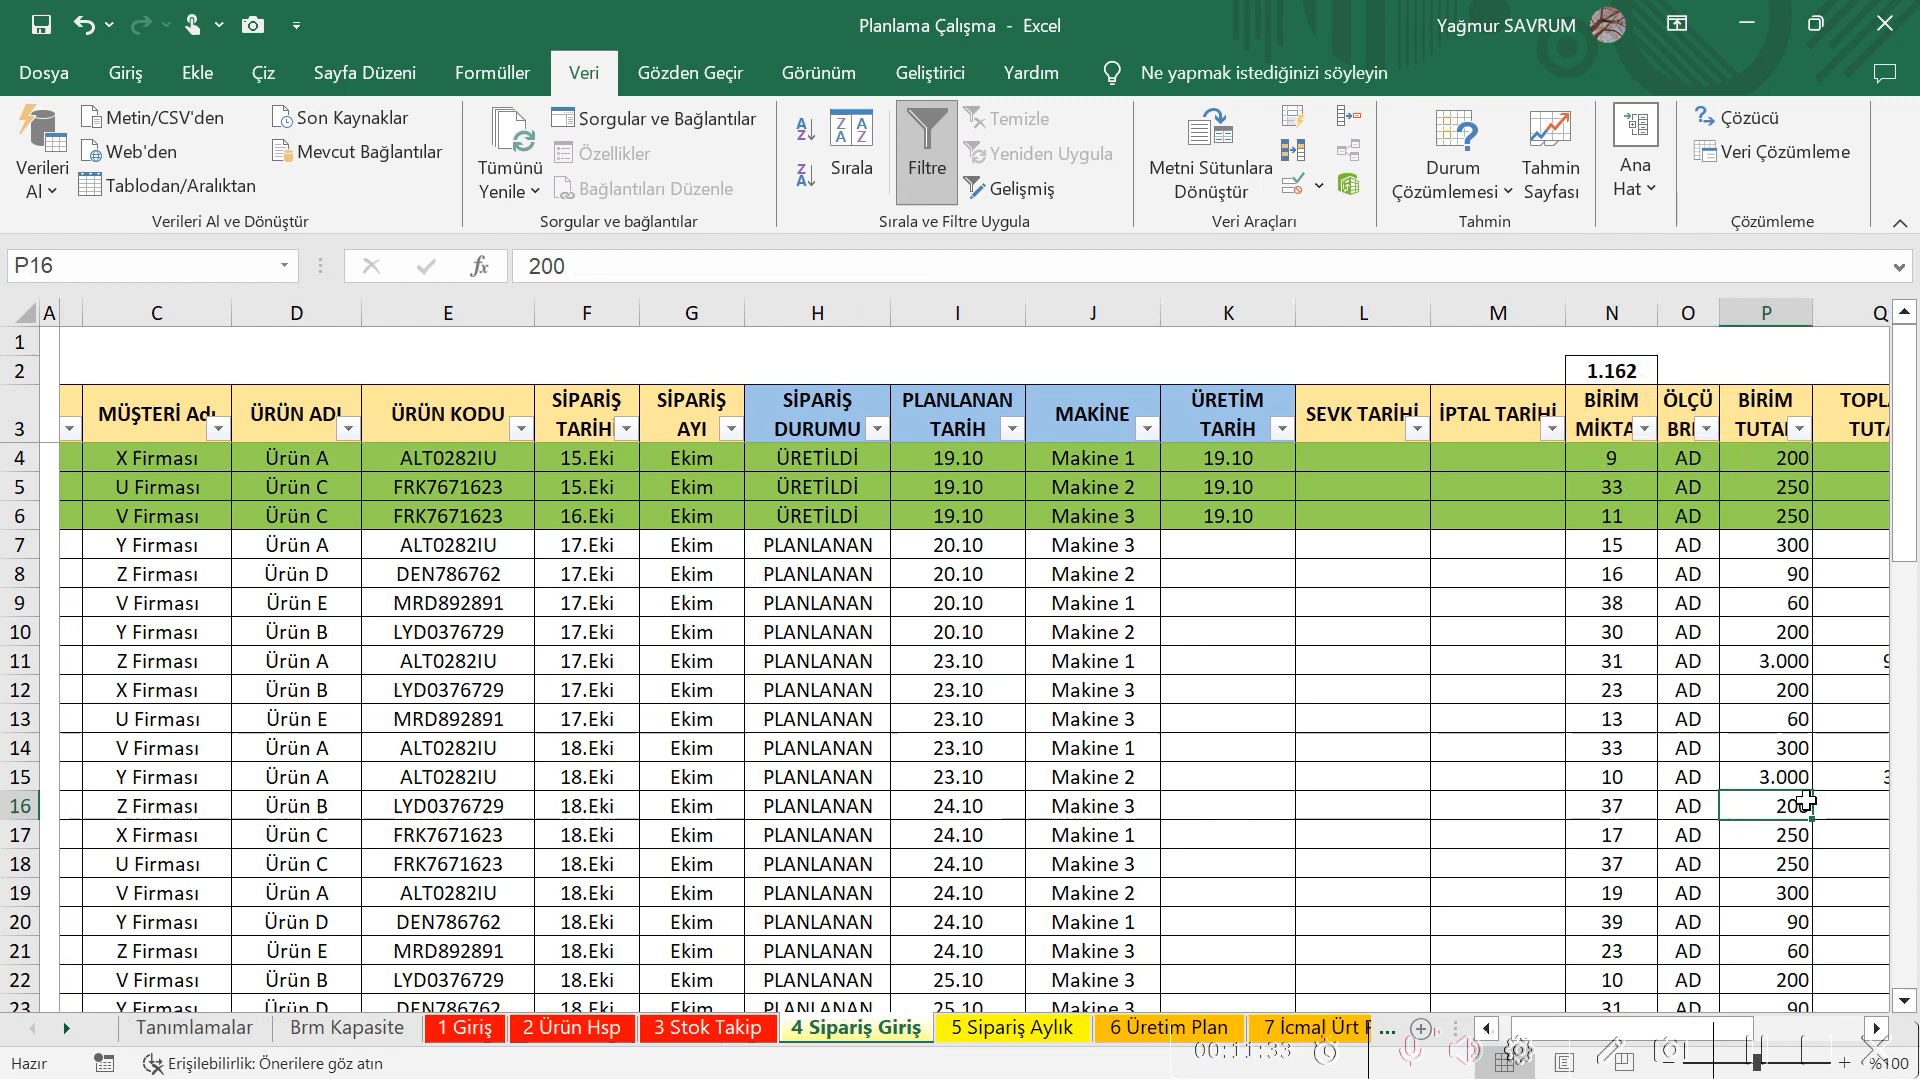 Planlama Çalışma - Excel
Yağmur SAVRUM
Dosya Giriş Ekle Çiz Sayfa Düzeni Formüller Veri Gözden Geçir Görünüm Geliştirici Yardım Ne yapmak istediğinizi söyleyin
Verileri Al
Metin/CSV'den
Web'den
Tablodan/Aralıktan
Son Kaynaklar
Mevcut Bağlantılar
Verileri Al ve Dönüştür
Tümünü Yenile
Sorgular ve Bağlantılar
Özellikler
Bağlantıları Düzenle
Sorgular ve bağlantılar
Sırala
Filtre
Temizle
Yeniden Uygula
Gelişmiş
Sırala ve Filtre Uygula
Metni Sütunlara Dönüştür
Veri Araçları
Durum Çözümlemesi
Tahmin Sayfası
Tahmin
Ana Hat
Çözücü
Veri Çözümleme
Çözümleme
P16 fx 200
A C D E F G H I J K L M N O P Q
1
2 1.162
3 MÜŞTERİ Adı ÜRÜN ADI ÜRÜN KODU SİPARİŞ TARİH SİPARİŞ AYI SİPARİŞ DURUMU PLANLANAN TARİH MAKİNE ÜRETİM TARİH SEVK TARİHİ İPTAL TARİHİ BİRİM MİKTA ÖLÇÜ BR BİRİM TUTA TOPL TUT
4 X Firması Ürün A ALT0282IU 15.Eki Ekim ÜRETİLDİ 19.10 Makine 1 19.10 9 AD 200
5 U Firması Ürün C FRK7671623 15.Eki Ekim ÜRETİLDİ 19.10 Makine 2 19.10 33 AD 250
6 V Firması Ürün C FRK7671623 16.Eki Ekim ÜRETİLDİ 19.10 Makine 3 19.10 11 AD 250
7 Y Firması Ürün A ALT0282IU 17.Eki Ekim PLANLANAN 20.10 Makine 3 15 AD 300
8 Z Firması Ürün D DEN786762 17.Eki Ekim PLANLANAN 20.10 Makine 2 16 AD 90
9 V Firması Ürün E MRD892891 17.Eki Ekim PLANLANAN 20.10 Makine 1 38 AD 60
10 Y Firması Ürün B LYD0376729 17.Eki Ekim PLANLANAN 20.10 Makine 2 30 AD 200
11 Z Firması Ürün A ALT0282IU 17.Eki Ekim PLANLANAN 23.10 Makine 1 31 AD 3.000
12 X Firması Ürün B LYD0376729 17.Eki Ekim PLANLANAN 23.10 Makine 3 23 AD 200
13 U Firması Ürün E MRD892891 17.Eki Ekim PLANLANAN 23.10 Makine 3 13 AD 60
14 V Firması Ürün A ALT0282IU 18.Eki Ekim PLANLANAN 23.10 Makine 1 33 AD 300
15 Y Firması Ürün A ALT0282IU 18.Eki Ekim PLANLANAN 23.10 Makine 2 10 AD 3.000
16 Z Firması Ürün B LYD0376729 18.Eki Ekim PLANLANAN 24.10 Makine 3 37 AD 200
17 X Firması Ürün C FRK7671623 18.Eki Ekim PLANLANAN 24.10 Makine 1 17 AD 250
18 U Firması Ürün C FRK7671623 18.Eki Ekim PLANLANAN 24.10 Makine 3 37 AD 250
19 V Firması Ürün A ALT0282IU 18.Eki Ekim PLANLANAN 24.10 Makine 2 19 AD 300
20 Y Firması Ürün D DEN786762 18.Eki Ekim PLANLANAN 24.10 Makine 1 39 AD 90
21 Z Firması Ürün E MRD892891 18.Eki Ekim PLANLANAN 24.10 Makine 3 23 AD 60
22 V Firması Ürün B LYD0376729 18.Eki Ekim PLANLANAN 25.10 Makine 3 10 AD 200
23 Y Firması Ürün D DEN786762 18.Eki Ekim PLANLANAN 25.10 Makine 3 31 AD 90
Tanımlamalar Brm Kapasite 1 Giriş 2 Ürün Hsp 3 Stok Takip 4 Sipariş Giriş 5 Sipariş Aylık 6 Üretim Plan 7 İcmal Ürt ...
Hazır Erişilebilirlik: Önerilere göz atın 00:11:33 %100